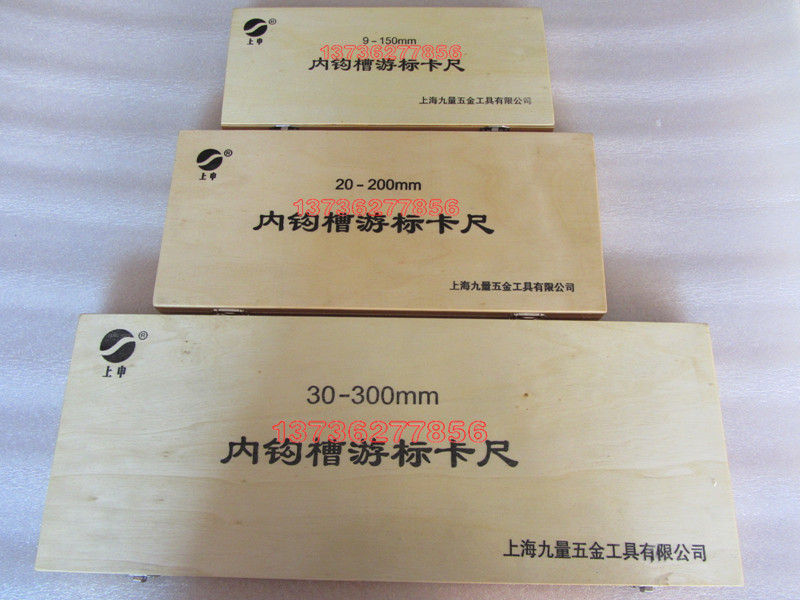 上申®
9-150mm
13736277856
内钩槽游标卡尺
上海九量五金工具有限公司
上申®
20-200mm
13736277856
内钩槽游标卡尺
上海九量五金工具有限公司
上申®
30-300mm
13736277856
内钩槽游标卡尺
上海九量五金工具有限公司